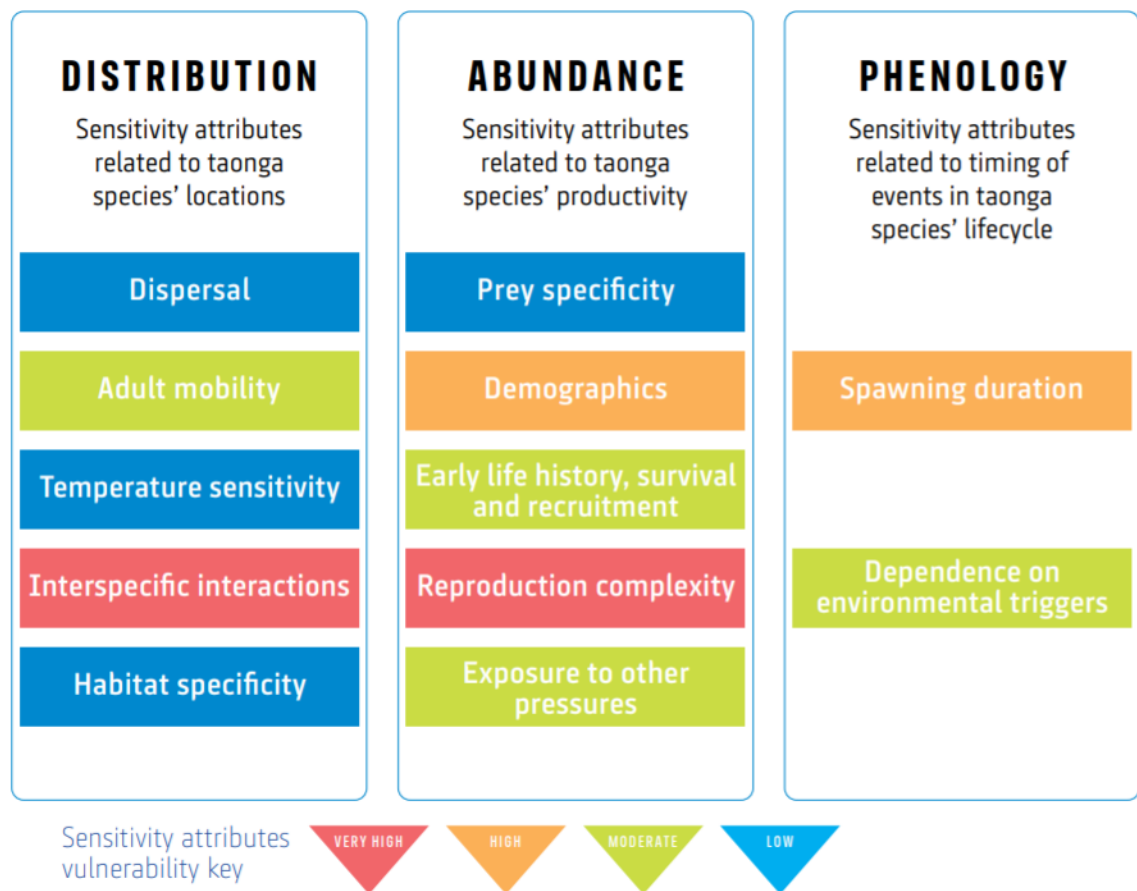 DISTRIBUTION
Sensitivity attributes
related to taonga
species’ locations
Dispersal
Adult mobility
Temperature sensitivity
Interspecific interactions
Habitat specificity
ABUNDANCE
Sensitivity attributes
related to taonga
species’ productivity
Prey specificity
Demographics
Early life history, survival
and recruitment
Reproduction complexity
Exposure to other
pressures
PHENOLOGY
Sensitivity attributes
related to timing of
events in taonga
species’ lifecycle
Spawning duration
Dependence on
environmental triggers
Sensitivity attributes
vulnerability key
VERY HIGH
HIGH
MODERATE
LOW